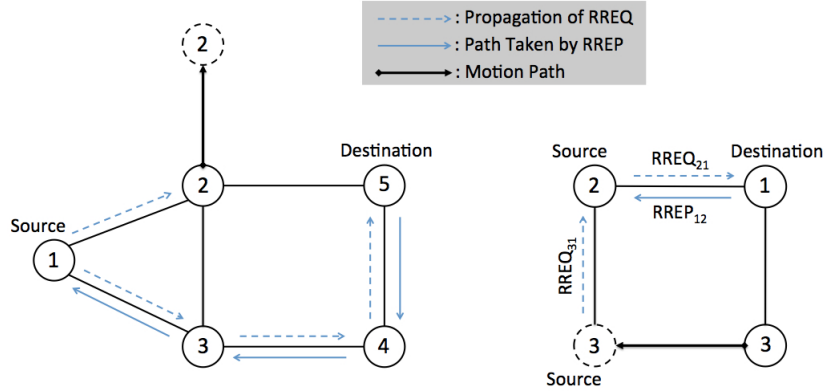 : Propagation of RREQ
: Path Taken by RREP
: Motion Path
2
Source
1
2
3
Destination
5
4
Source
2
RREQ21
RREP12
Destination
1
RREQ31
3
Source
3